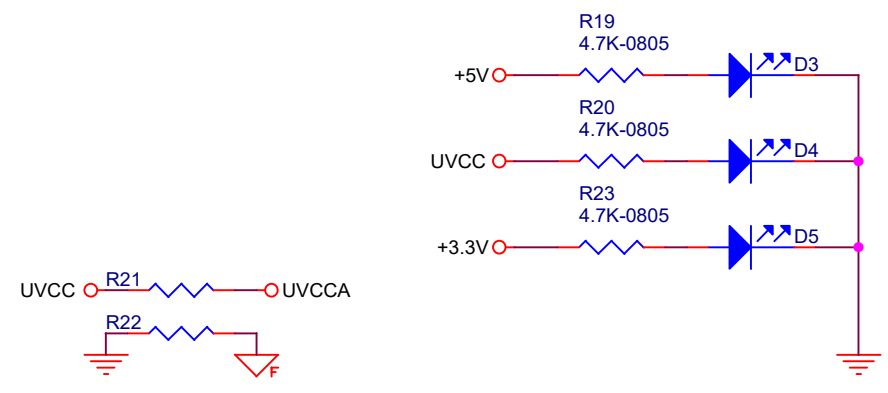 R19
4.7K-0805
+5V
D3
R20
4.7K-0805
UVCC
D4
R23
4.7K-0805
+3.3V
D5
UVCC
R21
UVCCA
R22
F